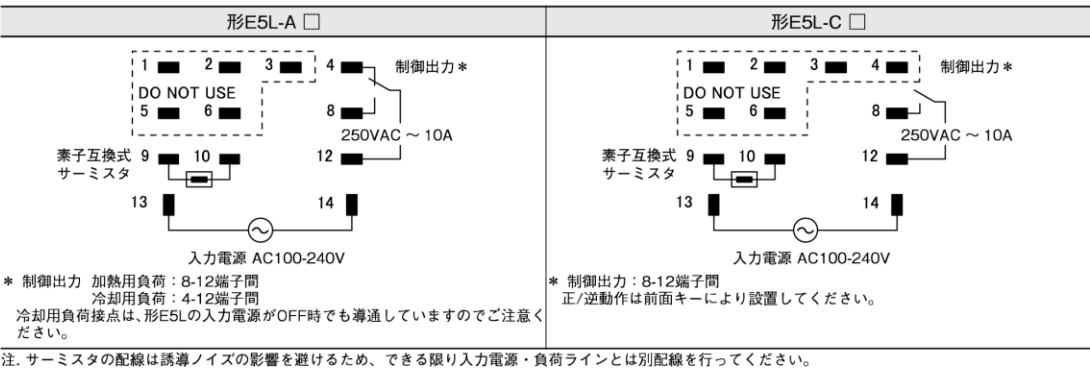 形E5L-A □
1 2 3 4 制御出力*
DO NOT USE
5 6 8
250VAC ～ 10A
素子互換式 9 10 12
サーミスタ
13 14
入力電源 AC100-240V
* 制御出力 加熱用負荷：8-12端子間
冷却用負荷：4-12端子間
冷却用負荷接点は、形E5Lの入力電源がOFF時でも導通していますのでご注意く
ださい。
形E5L-C □
1 2 3 4 制御出力*
DO NOT USE
5 6 8
250VAC ～ 10A
素子互換式 9 10 12
サーミスタ
13 14
入力電源 AC100-240V
* 制御出力：8-12端子間
正/逆動作は前面キーにより設置してください。
注. サーミスタの配線は誘導ノイズの影響を避けるため、できる限り入力電源・負荷ラインとは別配線を行ってください。